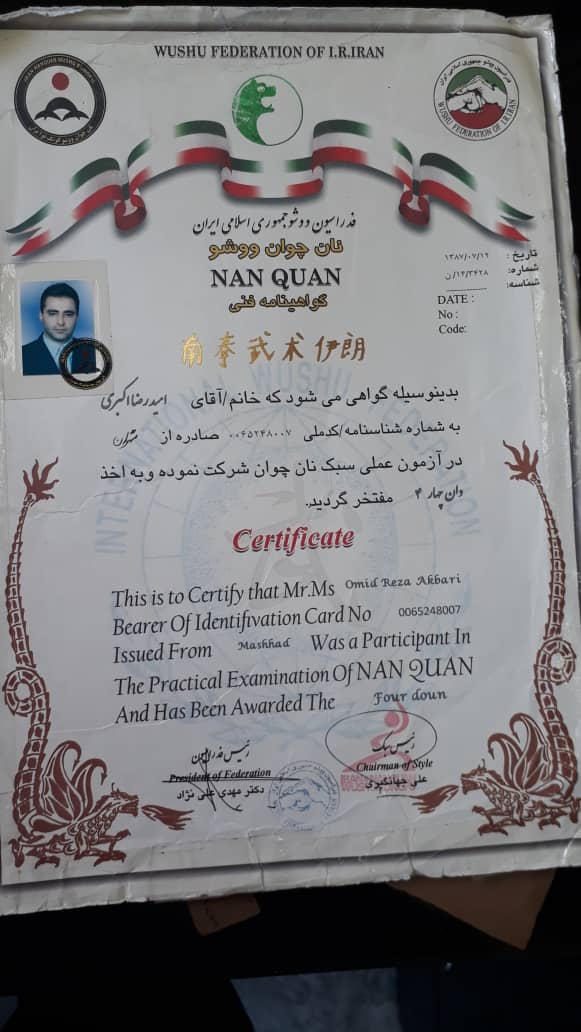 WUSHU FEDERATION OF I.R.IRAN
WUSHU FEDERATION OF I.R.IRAN
فدراسیون ووشو جمهوری اسلامی ایران
نان چوان ووشو
NAN QUAN
گواهینامه فنی
تاریخ : ۱۳۸۷/۰۷/۱۲
شماره: ۱۴/۳۴۲۸/ن
شناسه:
DATE :
No :
Code:
南拳武术伊朗
INTERNATIONAL WUSHU FEDERATION
بدینوسیله گواهی می شود که خانم /آقای امیدرضا اکبری
به شماره شناسنامه/کدملی ۰۰۶۵۲۴۸۰۰۷ صادره از
در آزمون عملی سبک نان چوان شرکت نموده وبه اخذ
دان چهار ۴ مفتخر گردید.
Certificate
This is to Certify that Mr.Ms Omid Reza Akbari
Bearer Of Identifivation Card No 0065248007
Issued From Mashhad Was a Participant In
The Practical Examination Of NAN QUAN
And Has Been Awarded The Four doun
رئیس فدراسیون
President of Federation
دکتر مهدی علی نژاد
رئیس سبک
Chairman of Style
علی جهانگیری